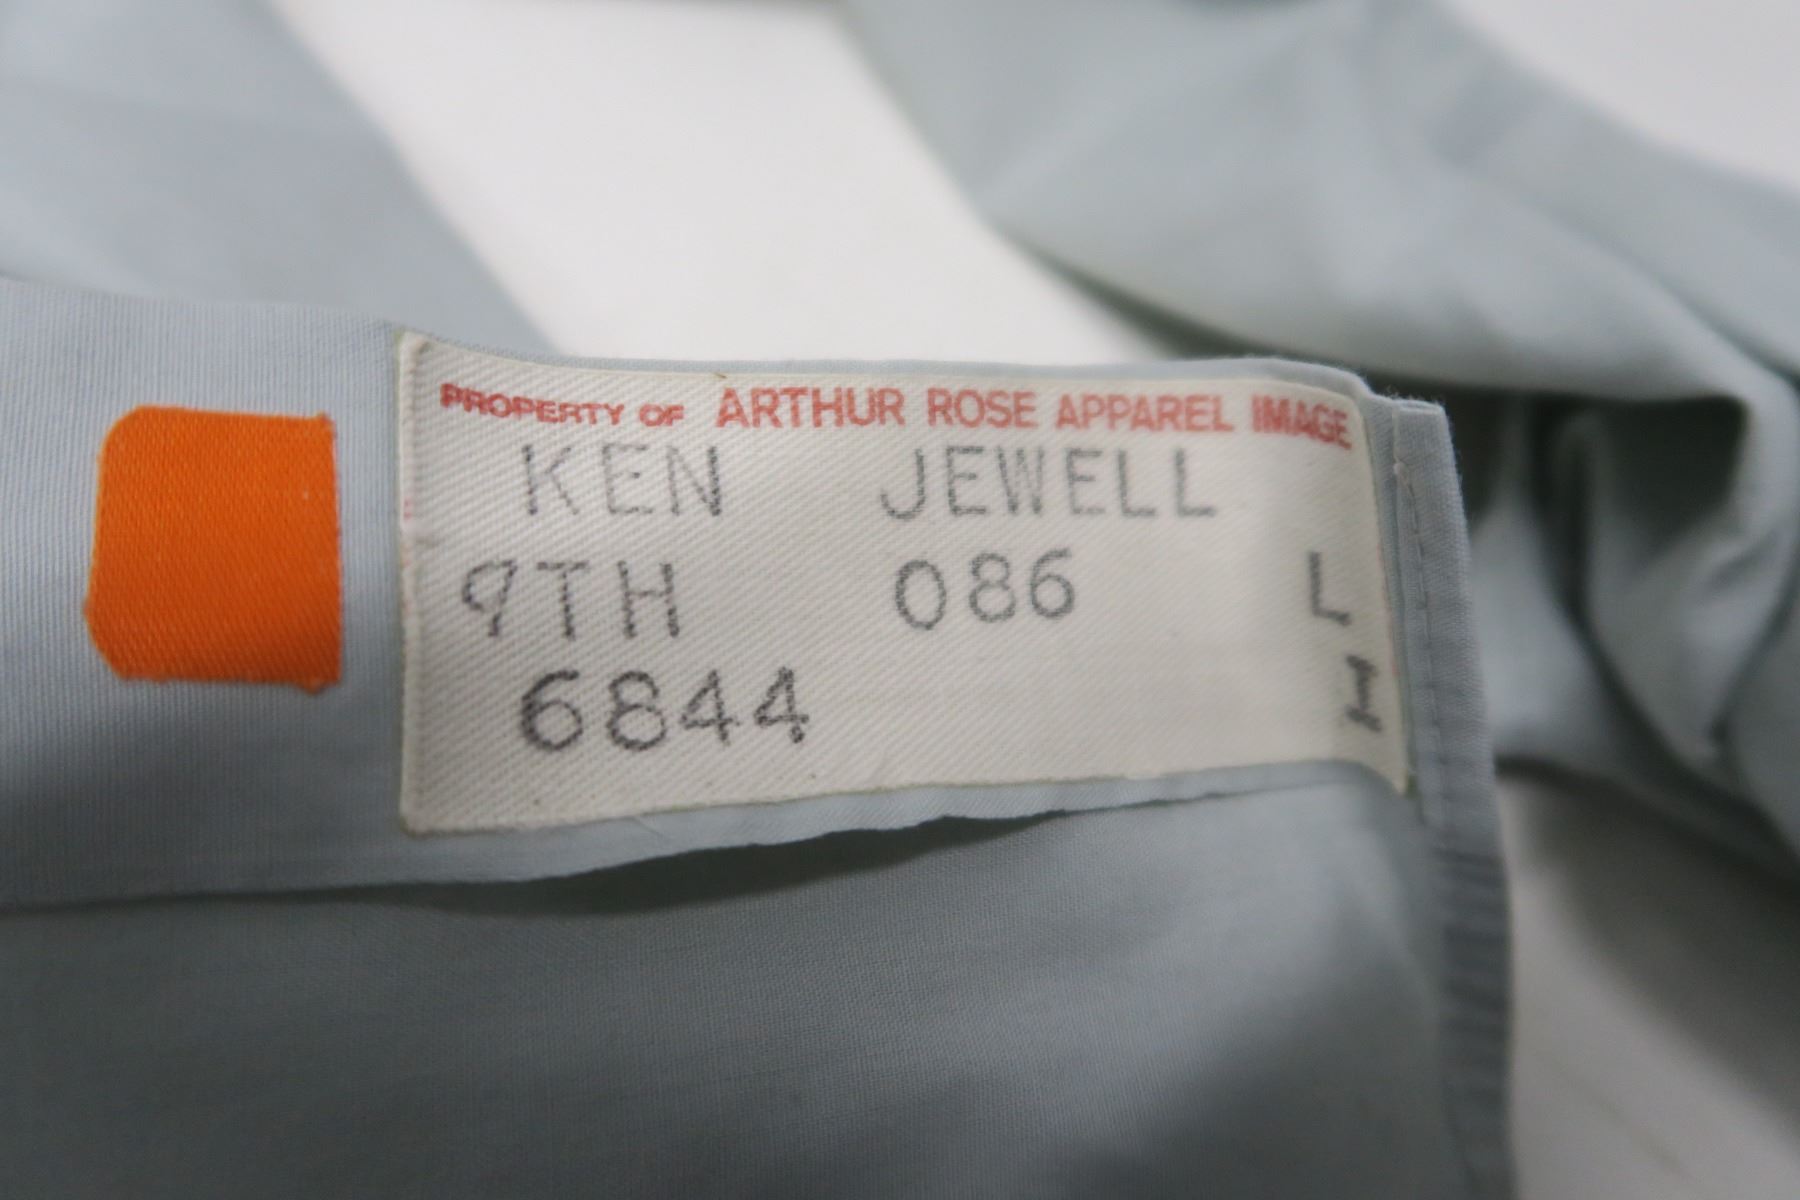 PROPERTY OF ARTHUR ROSE APPAREL IMAGE
KEN JEWELL
9TH 086 L
6844